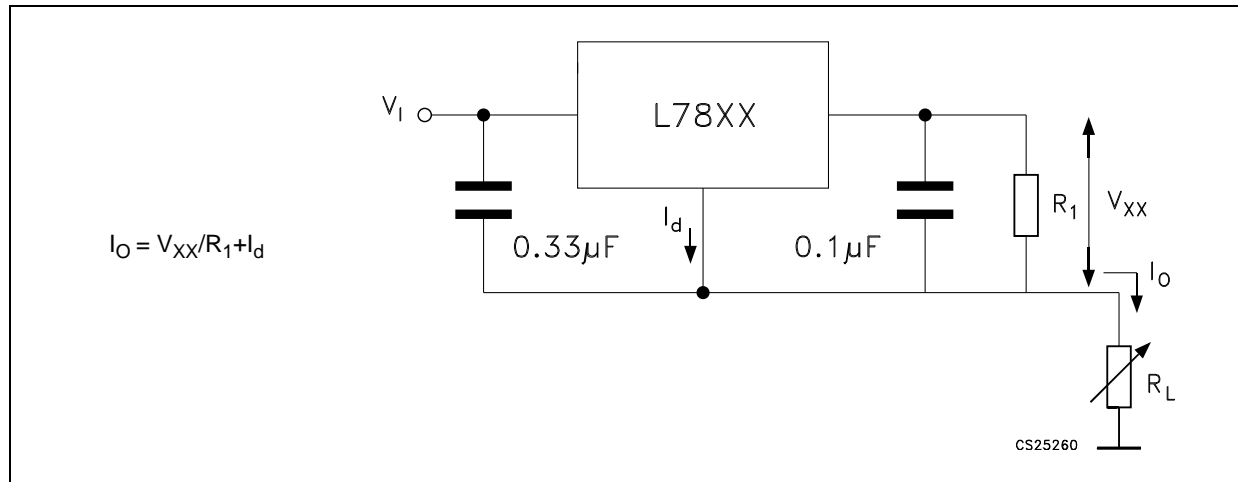 L78XX
V_I
I_d
R_1
V_XX
0.33µF
0.1µF
I_O = V_XX/R_1+I_d
I_O
R_L
CS25260